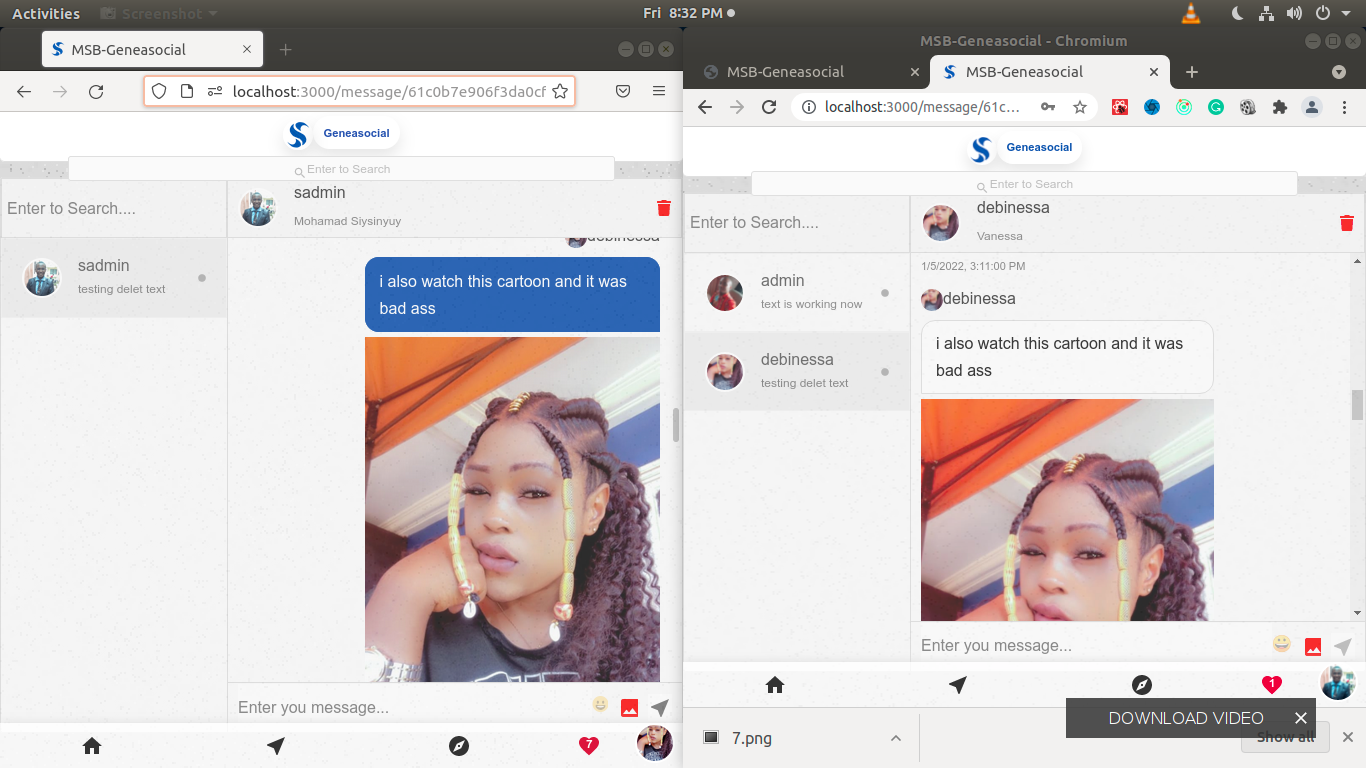 Activities
Screenshot
Fri 8:32 PM
MSB-Geneasocial
localhost:3000/message/61c0b7e906f3da0cf
Geneasocial
Enter to Search
Enter to Search....
sadmin
testing delet text
sadmin
Mohamad Siysinyuy
debinessa
i also watch this cartoon and it was
bad ass
Enter you message...
7
MSB-Geneasocial - Chromium
MSB-Geneasocial
MSB-Geneasocial
localhost:3000/message/61c...
Geneasocial
Enter to Search
Enter to Search....
admin
text is working now
debinessa
testing delet text
debinessa
Vanessa
1/5/2022, 3:11:00 PM
debinessa
i also watch this cartoon and it was
bad ass
Enter you message...
1
DOWNLOAD VIDEO
7.png
Show all